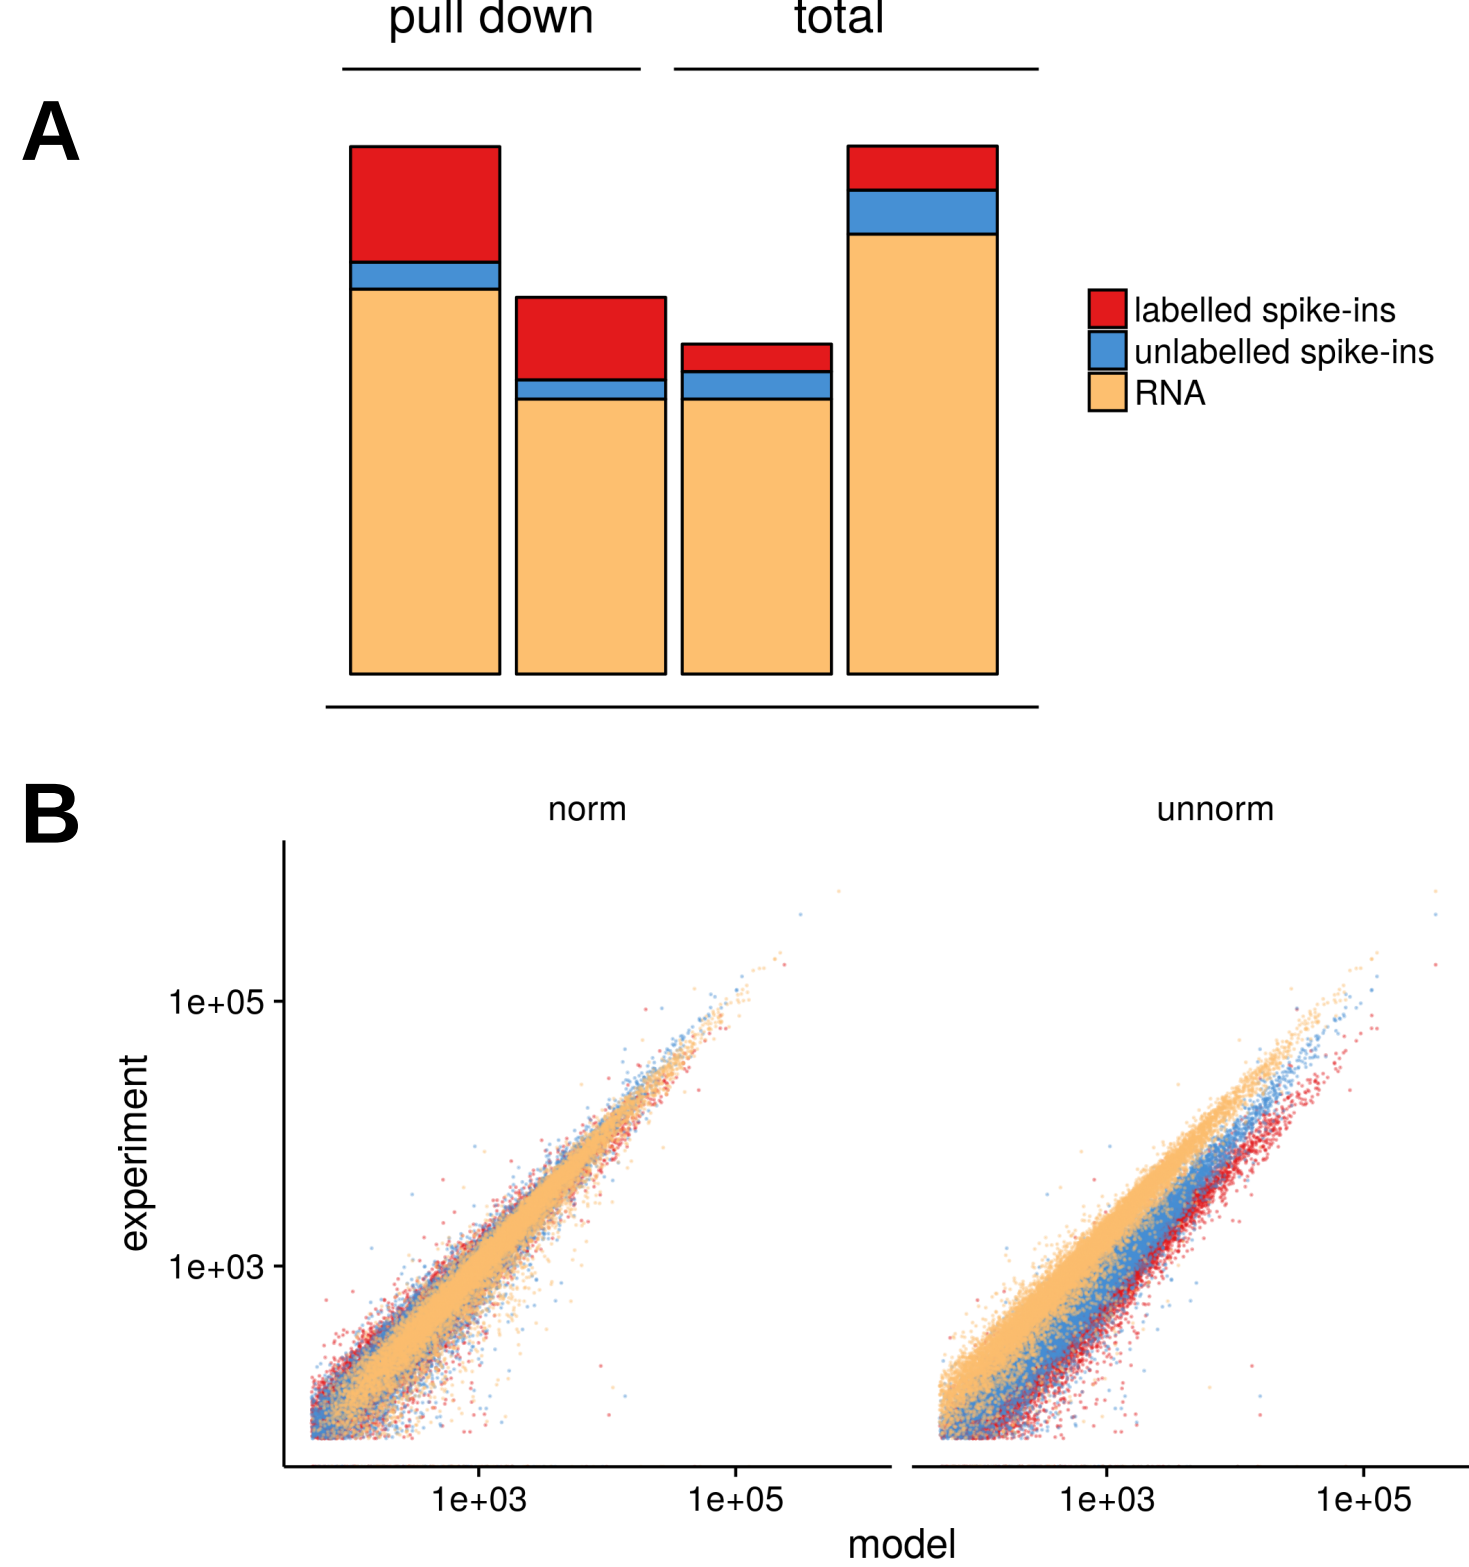 pull down total
A
labelled spike-ins
unlabelled spike-ins
RNA
B
norm unnorm
1e+05
experiment
1e+03
1e+03 1e+05 1e+03 1e+05
model